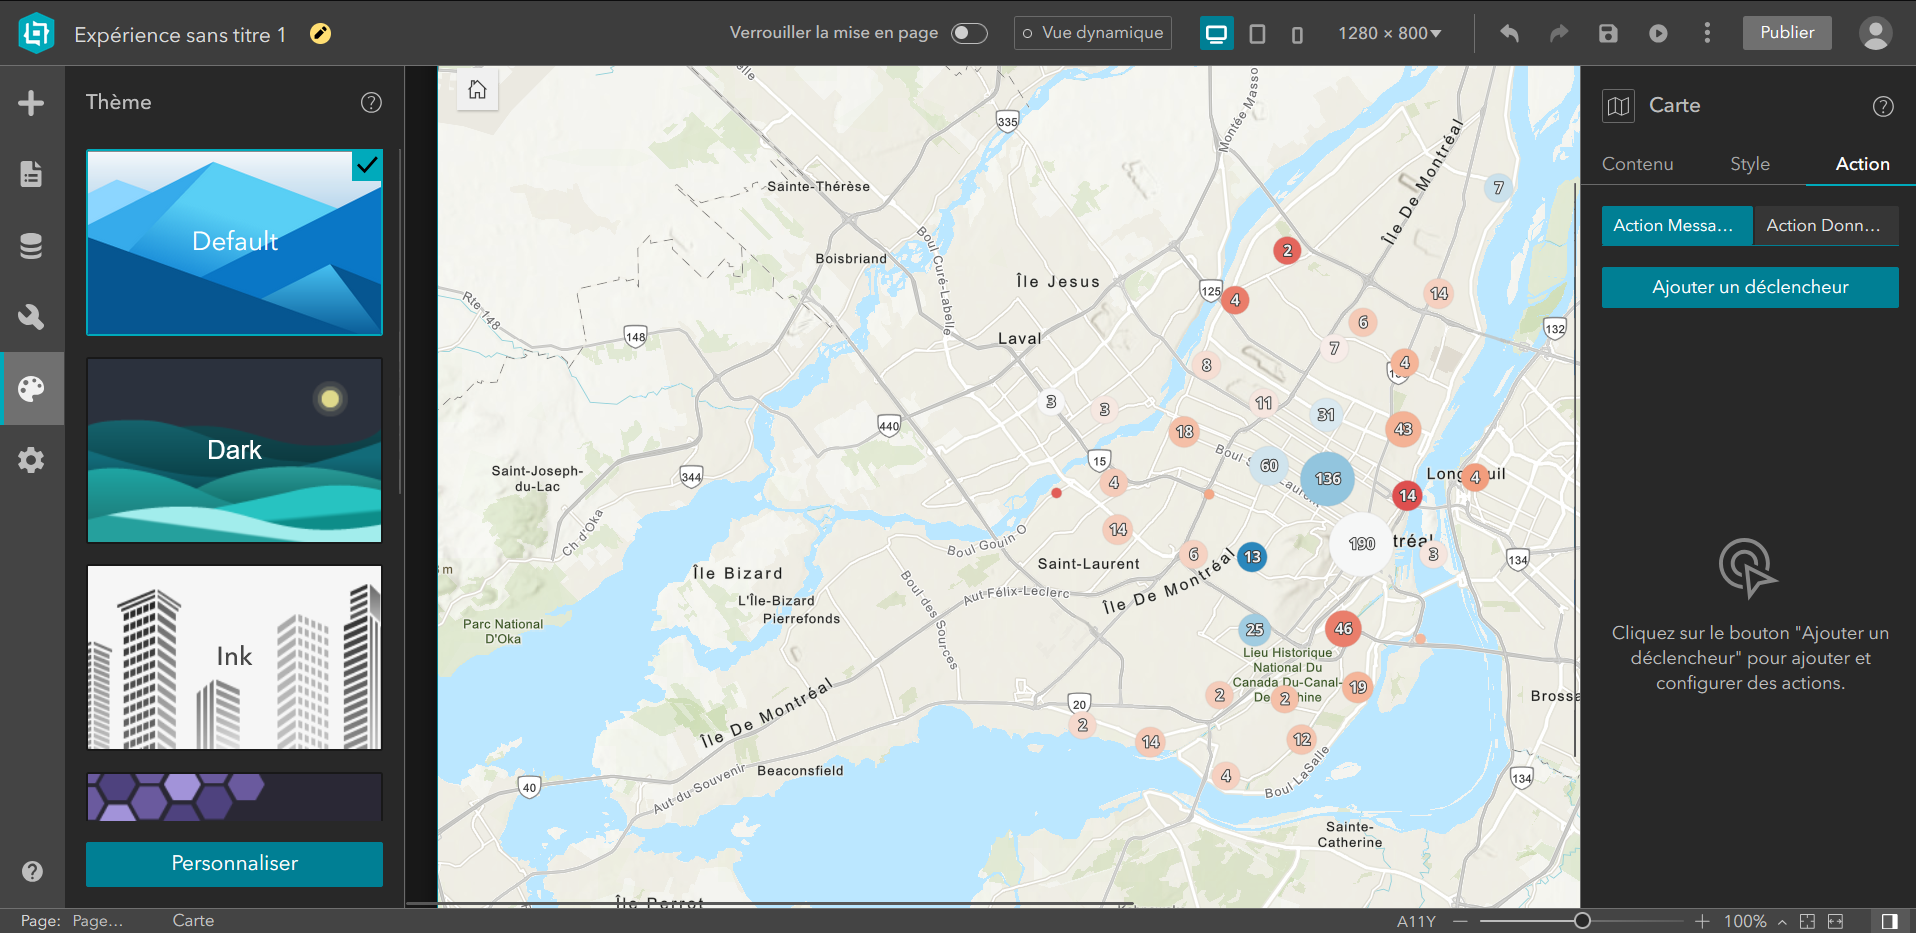 Expérience sans titre 1
Verrouiller la mise en page
Vue dynamique
1280 × 800
Publier
Thème
Default
Dark
Ink
Personnaliser
335
Montée Masso
Île De Montréal
7
Sainte-Thérèse
2
Boul Curé-Labelle
Boisbriand
Île Jesus
125
4
14
Rte 148
148
6
132
Laval
7
8
4
3
3
11
31
440
18
43
15
60
136
Saint-Joseph-
du-Lac
344
4
14
4
Ch d'Oka
14
Boul Gouin O
190
3
6
13
134
Saint-Laurent
Île Bizard
Île De Montréal
L'Île-Bizard
Pierrefonds
Aut Félix-Leclerc
Boul des Sources
Parc National
D'Oka
25
46
Lieu Historique
National Du
Canada Du-Canal-
19
2
2
Brossa
20
2
Île De Montréal
14
12
Beaconsfield
4
134
40
Aut du Souvenir
Boul LaSalle
Sainte-
Catherine
Île Perrot
Carte
Contenu
Style
Action
Action Messa…
Action Donn…
Ajouter un déclencheur
Cliquez sur le bouton "Ajouter un
déclencheur" pour ajouter et
configurer des actions.
Page:
Page…
Carte
A11Y
100%